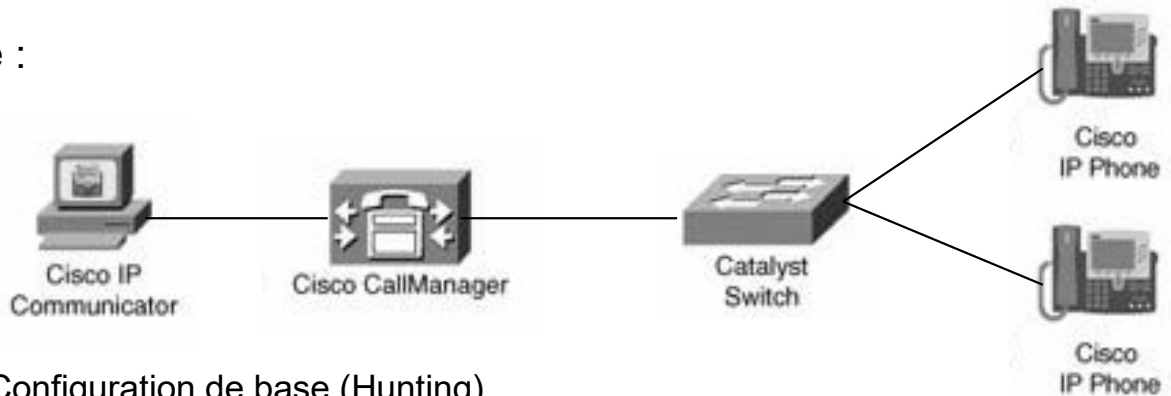 e :
Cisco
IP Phone
Cisco IP
Communicator
Cisco CallManager
Catalyst
Switch
Cisco
IP Phone
Configuration de base (Hunting)